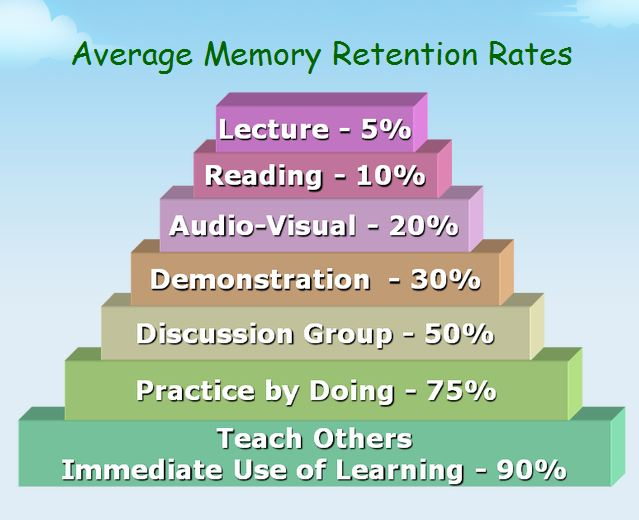 Average Memory Retention Rates
Lecture - 5%
Reading - 10%
Audio-Visual - 20%
Demonstration - 30%
Discussion Group - 50%
Practice by Doing - 75%
Teach Others
Immediate Use of Learning - 90%